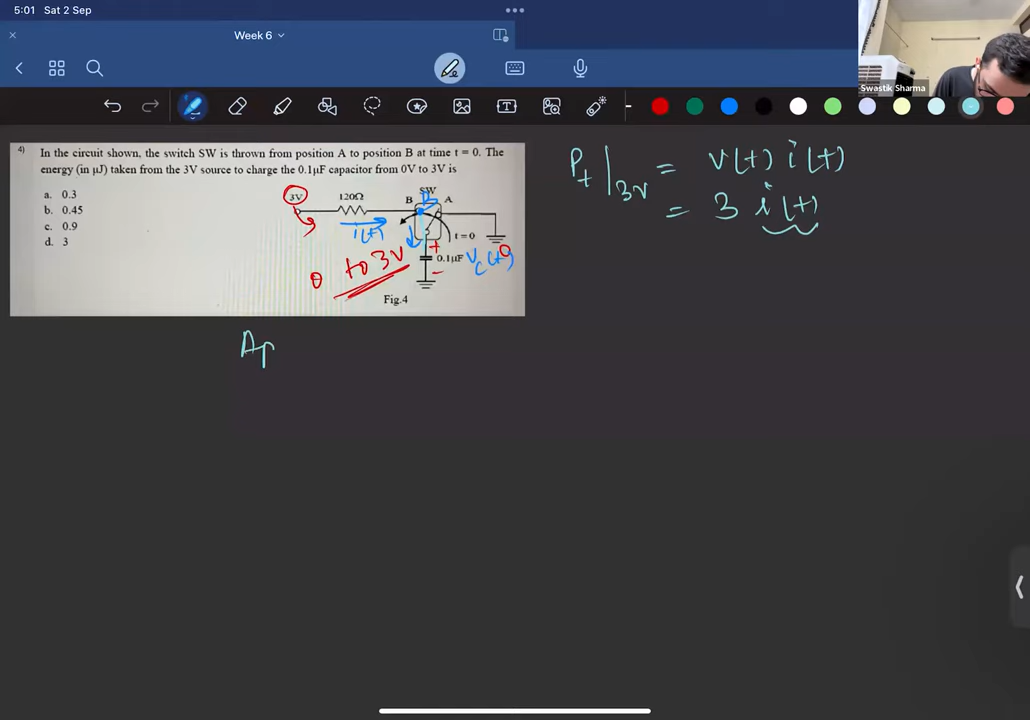 5:01 Sat 2 Sep
Week 6
Swastik Sharma
4) In the circuit shown, the switch SW is thrown from position A to position B at time t = 0. The
energy (in μJ) taken from the 3V source to charge the 0.1μF capacitor from 0V to 3V is
a. 0.3
b. 0.45
c. 0.9
d. 3
3V
120Ω
B
SW
A
i(t)
t=0
+
0.1μF
Vc(t)
-
0 to 3V
Fig.4
Pt|3V = v(t) i(t)
= 3 i(t)
Ap